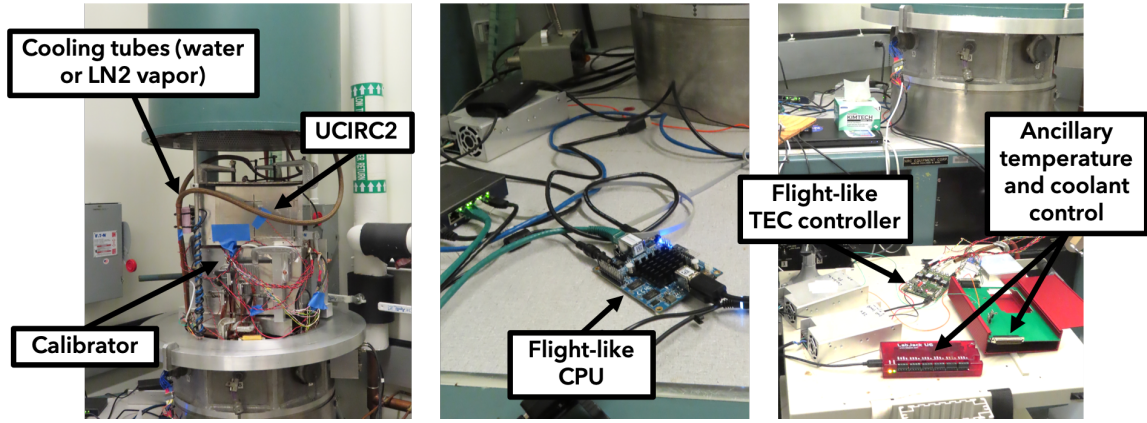 Cooling tubes (water
or LN2 vapor)
UCIRC2
Calibrator
Flight-like
CPU
KIMTECH
Flight-like
TEC controller
Ancillary
temperature
and coolant
control
LabJack U6